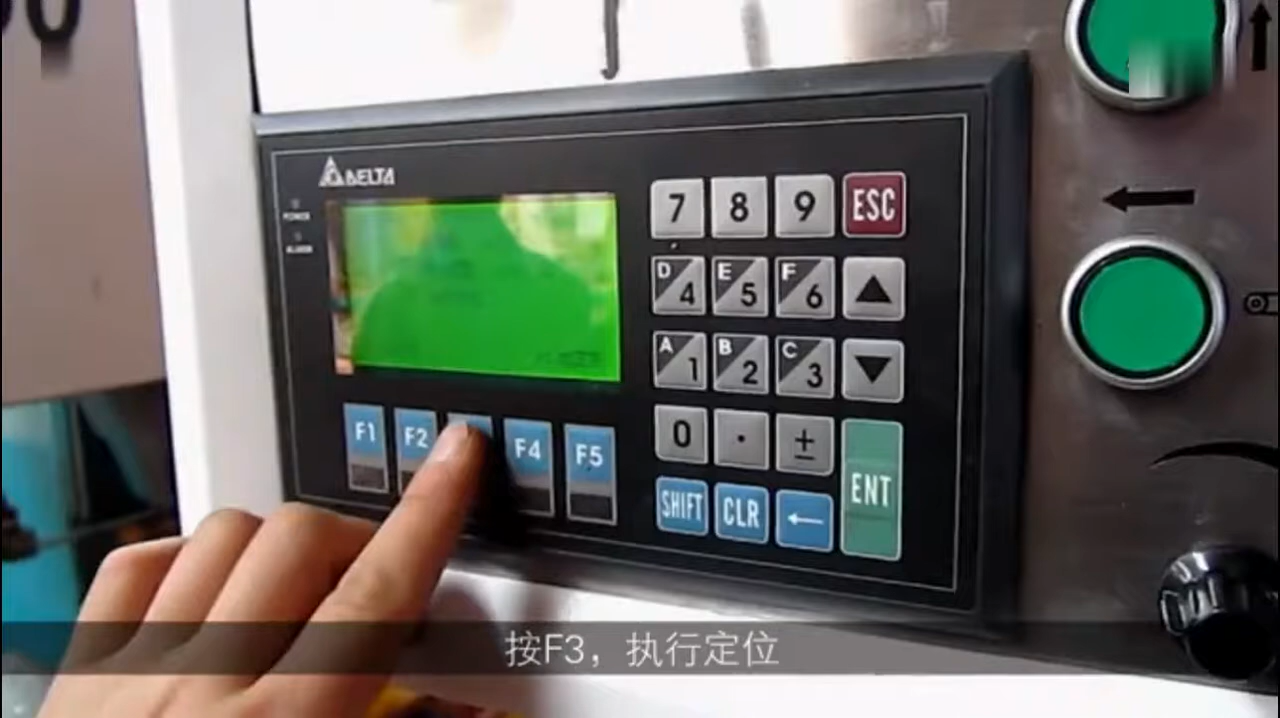 DELTA
POWER
ALARM
7 8 9 ESC
D 4 E 5 F 6
A 1 B 2 C 3
0 . ±
F1 F2 F4 F5
SHIFT CLR ← ENT
按F3，执行定位